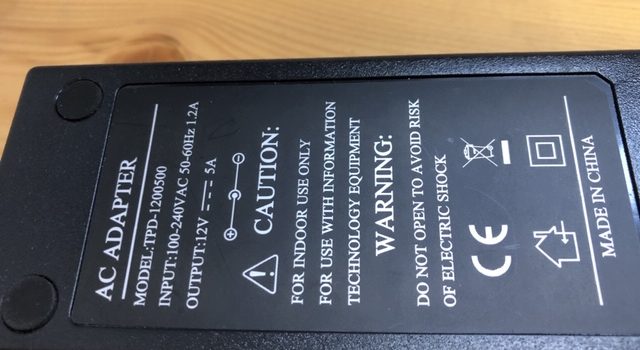 AC ADAPTER
MODEL:TPD-1200500
INPUT:100-240VAC 50-60Hz 1.2A
OUTPUT:12V ⎓ 5A
CAUTION:
FOR INDOOR USE ONLY
FOR USE WITH INFORMATION
TECHNOLOGY EQUIPMENT
WARNING:
DO NOT OPEN TO AVOID RISK
OF ELECTRIC SHOCK
CE
MADE IN CHINA